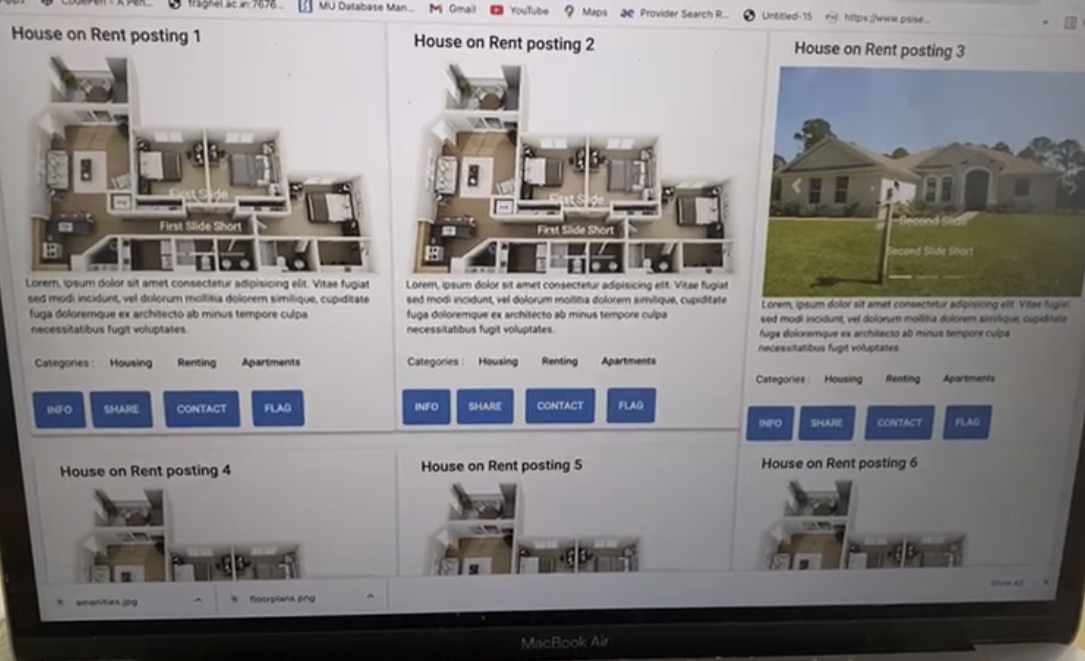 MU Database Man...
Gmail
YouTube
Maps
Provider Search R...
Untitled-15
https://www.psise...
House on Rent posting 1
House on Rent posting 2
House on Rent posting 3
First Slide
First Slide Short
First Slide
First Slide Short
Second Slide
Second Slide Short
Lorem, ipsum dolor sit amet consectetur adipisicing elit. Vitae fugiat
sed modi incidunt, vel dolorum mollitia dolorem similique, cupiditate
fuga doloremque ex architecto ab minus tempore culpa
necessitatibus fugit voluptates.
Lorem, ipsum dolor sit amet consectetur adipisicing elit. Vitae fugiat
sed modi incidunt, vel dolorum mollitia dolorem similique, cupiditate
fuga doloremque ex architecto ab minus tempore culpa
necessitatibus fugit voluptates.
Lorem, ipsum dolor sit amet consectetur adipisicing elit. Vitae fugiat
sed modi incidunt, vel dolorum mollitia dolorem similique, cupiditate
fuga doloremque ex architecto ab minus tempore culpa
necessitatibus fugit voluptates.
Categories : Housing Renting Apartments
Categories : Housing Renting Apartments
Categories : Housing Renting Apartments
INFO SHARE CONTACT FLAG
INFO SHARE CONTACT FLAG
INFO SHARE CONTACT FLAG
House on Rent posting 4
House on Rent posting 5
House on Rent posting 6
amenities.jpg
floorplans.png
Show All
MacBook Air